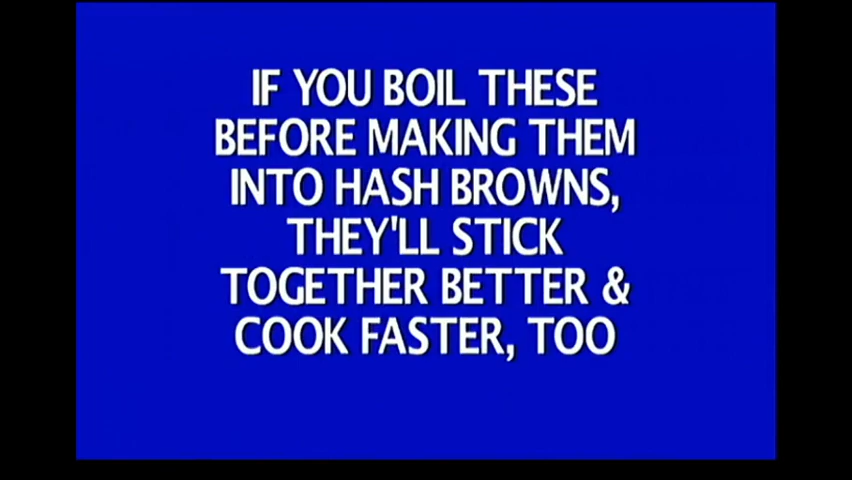 IF YOU BOIL THESE
BEFORE MAKING THEM
INTO HASH BROWNS,
THEY'LL STICK
TOGETHER BETTER &
COOK FASTER, TOO